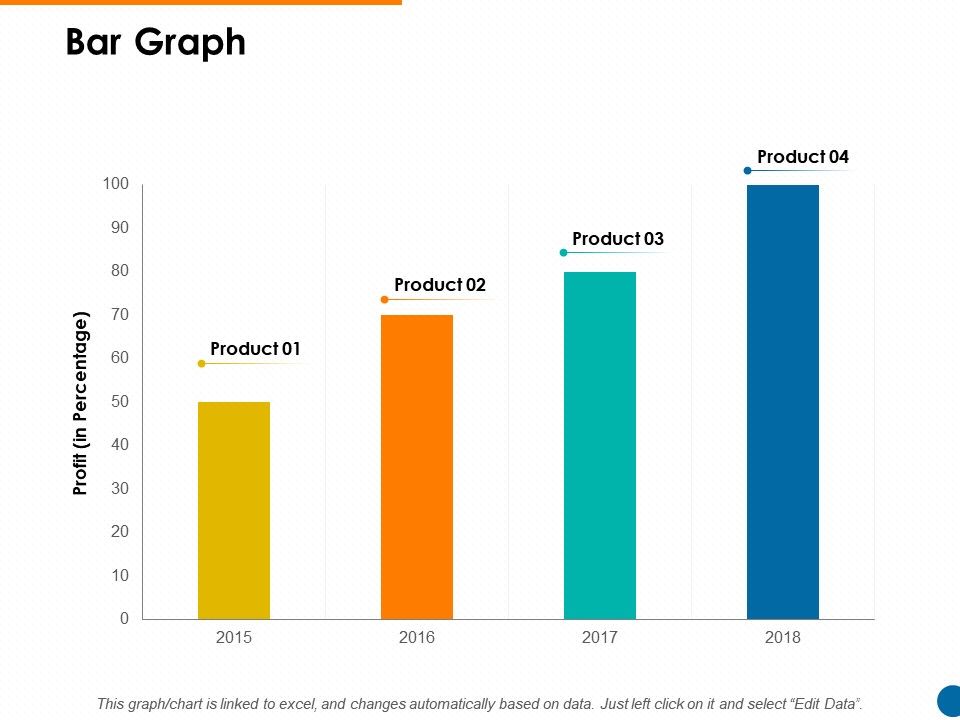 Bar Graph
Product 04
100
90
Product 03
80
Product 02
70
Product 01
60
50
40
30
20
10
0
Profit (in Percentage)
2015 2016 2017 2018
This graph/chart is linked to excel, and changes automatically based on data. Just left click on it and select “Edit Data”.